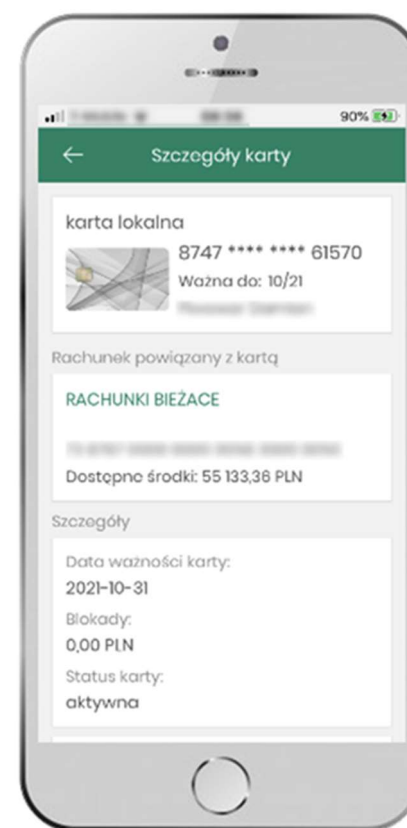 90%
Szczegóły karty
karta lokalna
8747 **** **** 61570
Ważna do: 10/21
Rachunek powiązany z kartą
RACHUNKI BIEŻACE
Dostępne środki: 55 133,36 PLN
Szczegóły
Data ważności karty:
2021-10-31
Blokady:
0,00 PLN
Status karty:
aktywna